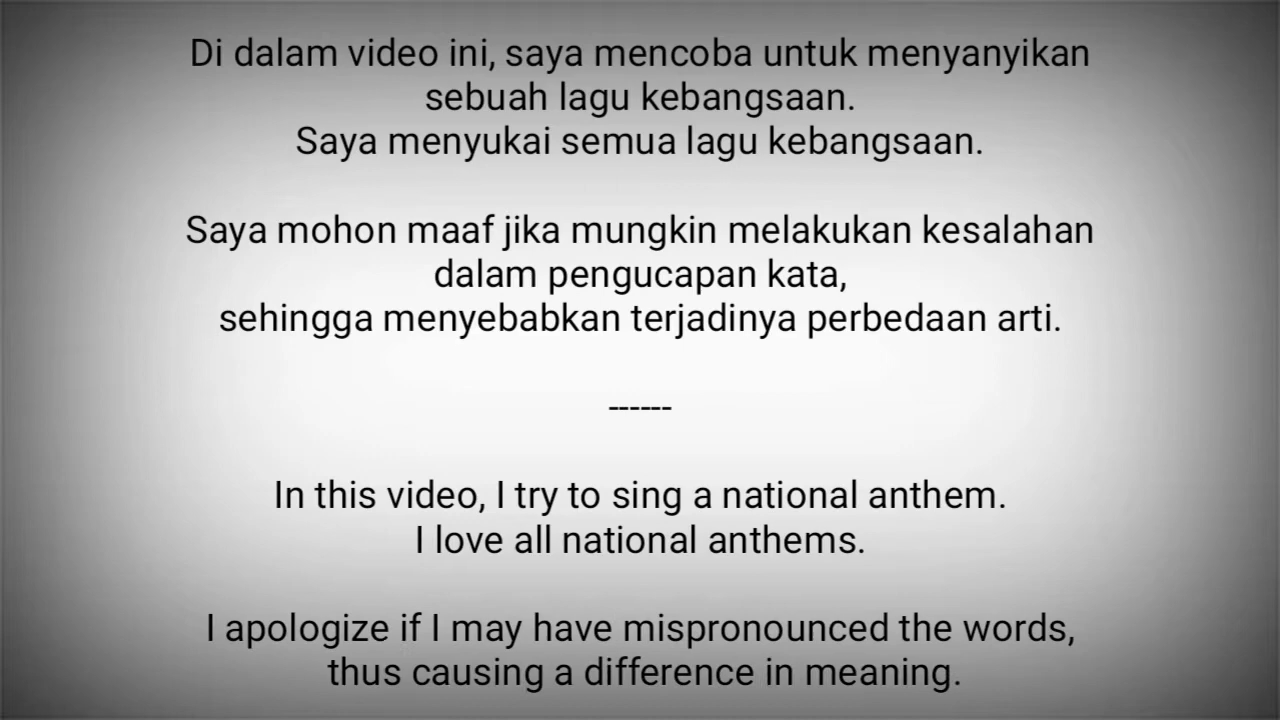 Di dalam video ini, saya mencoba untuk menyanyikan
sebuah lagu kebangsaan.
Saya menyukai semua lagu kebangsaan.
Saya mohon maaf jika mungkin melakukan kesalahan
dalam pengucapan kata,
sehingga menyebabkan terjadinya perbedaan arti.
------
In this video, I try to sing a national anthem.
I love all national anthems.
I apologize if I may have mispronounced the words,
thus causing a difference in meaning.